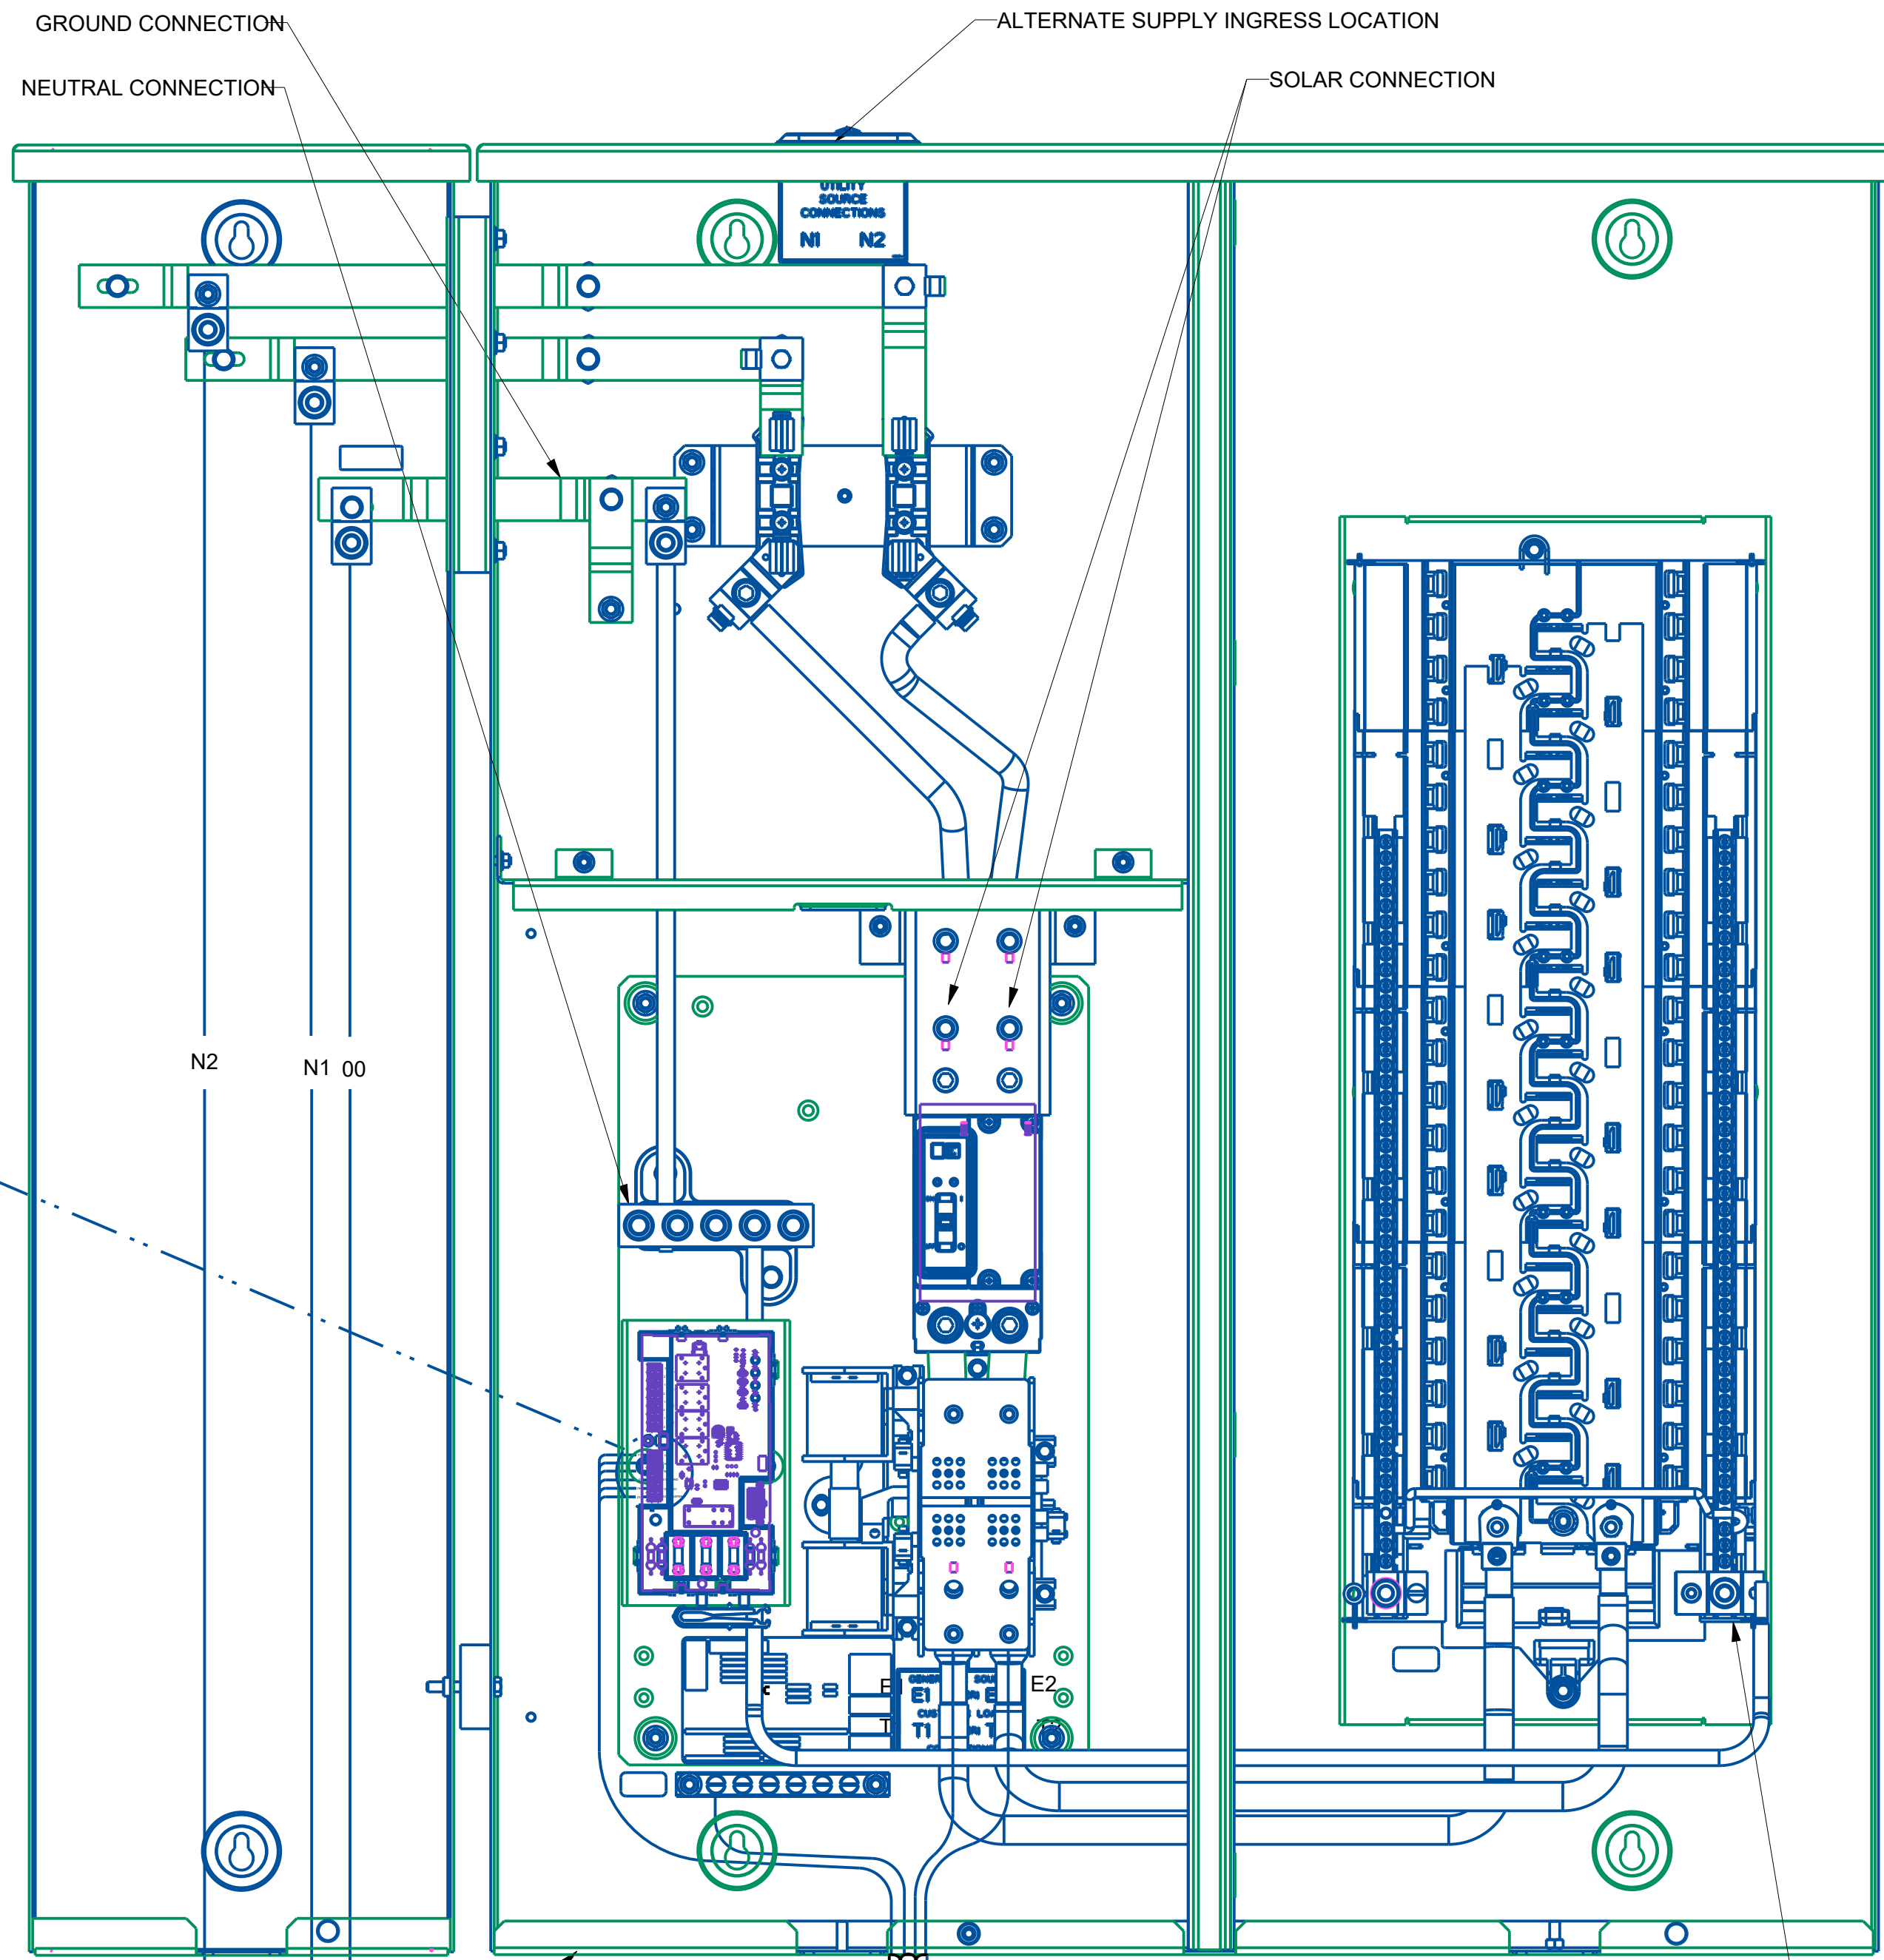 GROUND CONNECTION
ALTERNATE SUPPLY INGRESS LOCATION
NEUTRAL CONNECTION
SOLAR CONNECTION
UTILITY
SOURCE
CONNECTIONS
N1 N2
N2
N1
00
E2
E1
T1